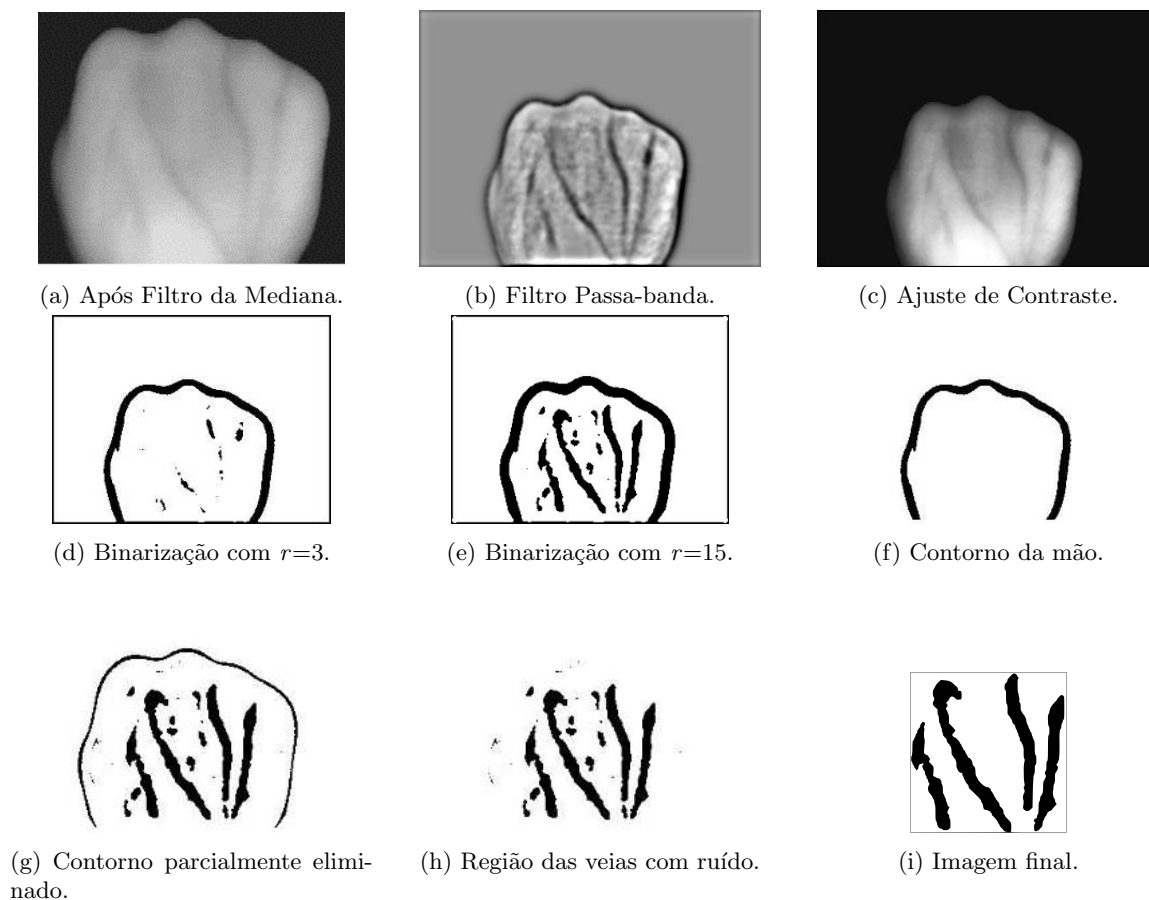 (a) Após Filtro da Mediana.
(b) Filtro Passa-banda.
(c) Ajuste de Contraste.
(d) Binarização com r=3.
(e) Binarização com r=15.
(f) Contorno da mão.
(g) Contorno parcialmente elimi-
nado.
(h) Região das veias com ruído.
(i) Imagem final.